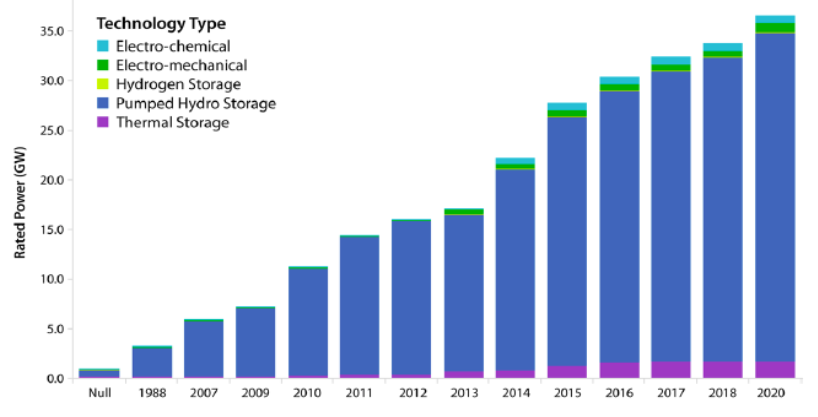 Technology Type
Electro-chemical
Electro-mechanical
Hydrogen Storage
Pumped Hydro Storage
Thermal Storage
Rated Power (GW)
35.0
30.0
25.0
20.0
15.0
10.0
5.0
0.0
Null 1988 2007 2009 2010 2011 2012 2013 2014 2015 2016 2017 2018 2020